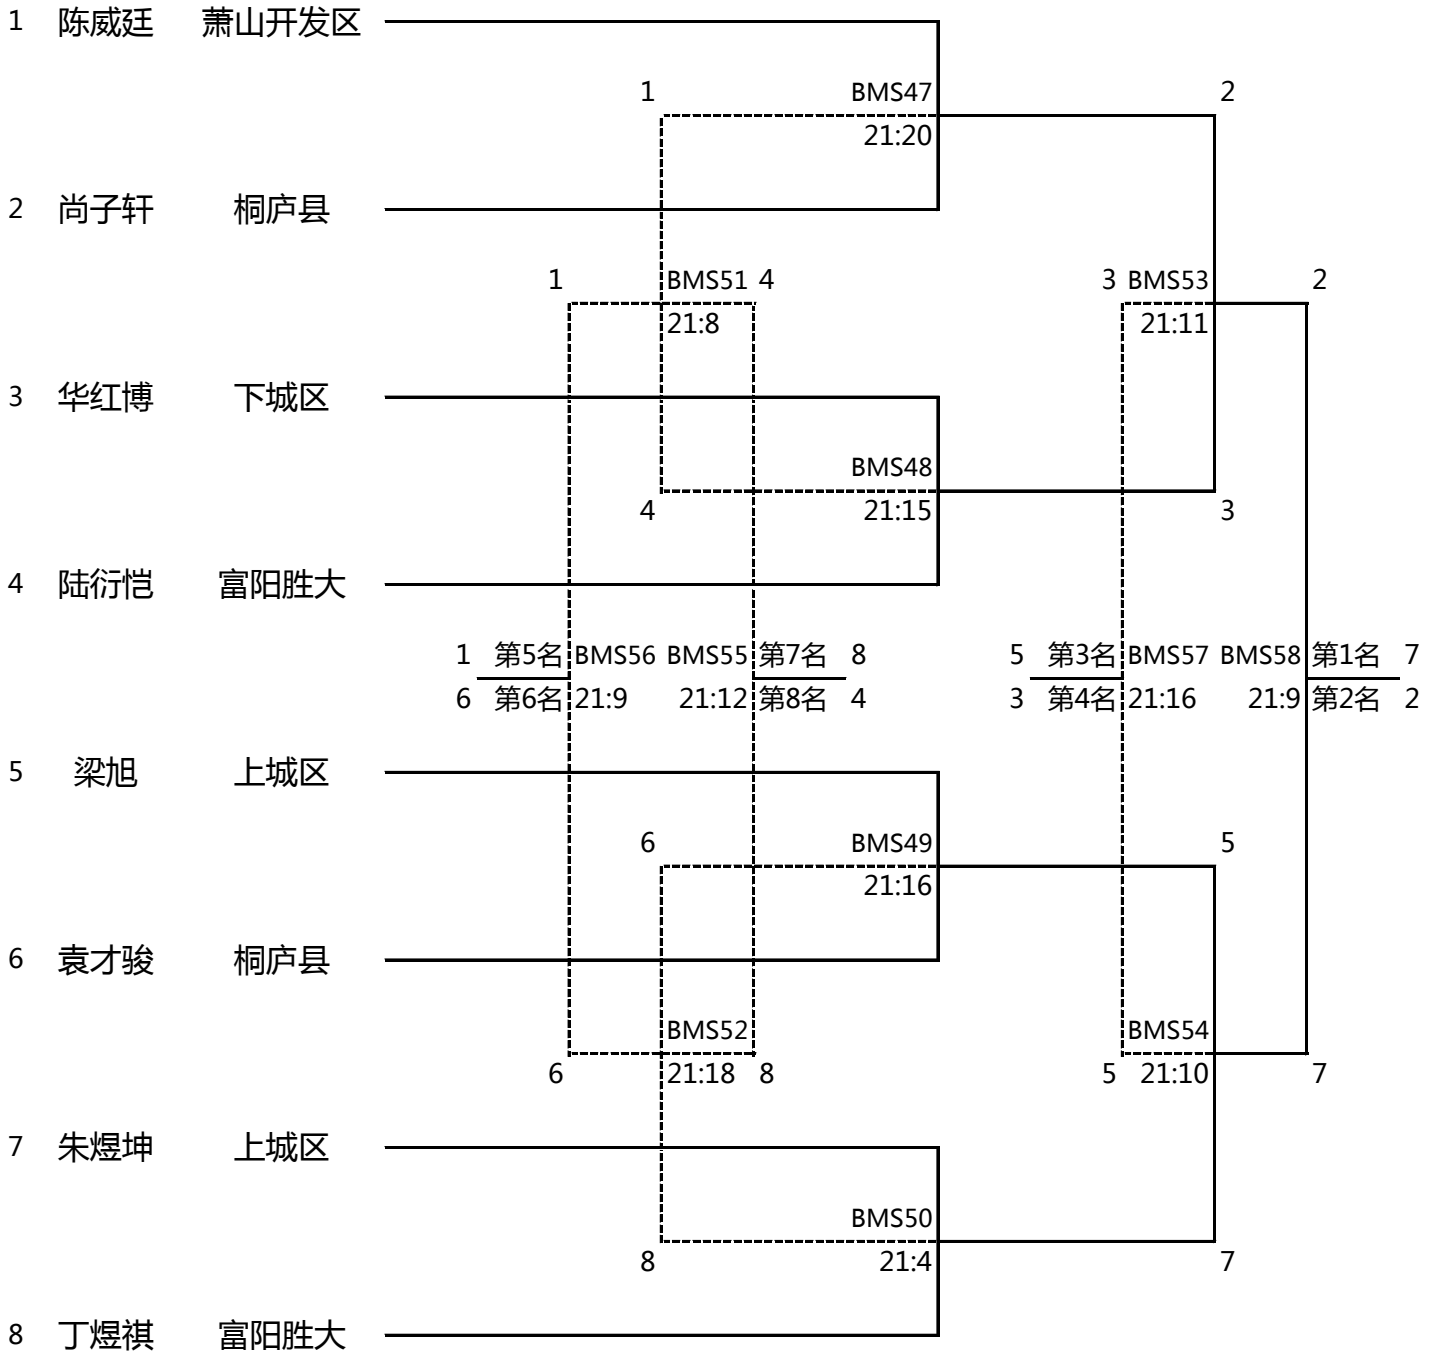 1 陈威廷 萧山开发区
1 BMS47 2
21:20
2 尚子轩 桐庐县
1 BMS51 4 3 BMS53 2
21:8 21:11
3 华红博 下城区
BMS48
4 21:15 3
4 陆衍恺 富阳胜大
1 第5名 BMS56 BMS55 第7名 8 5 第3名 BMS57 BMS58 第1名 7
6 第6名 21:9 21:12 第8名 4 3 第4名 21:16 21:9 第2名 2
5 梁旭 上城区
6 BMS49 5
21:16
6 袁才骏 桐庐县
BMS52 BMS54
6 21:18 8 5 21:10 7
7 朱煜坤 上城区
BMS50
8 21:4 7
8 丁煜祺 富阳胜大